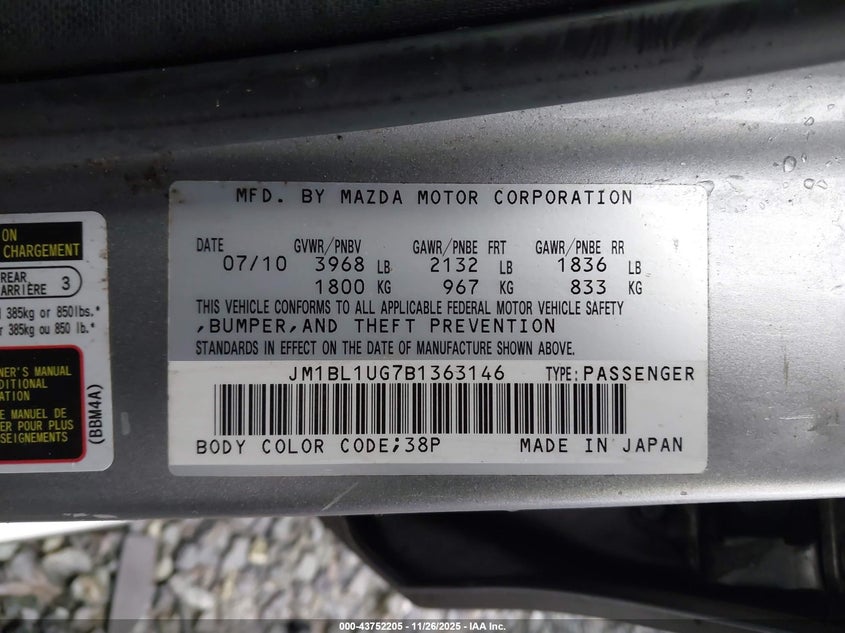 ON
CHARGEMENT
REAR
ARRIÈRE 3
385kg or 850lbs.*
385kg ou 850 lb.*
NER'S MANUAL
DITIONAL
ATION
E MANUEL DE
ER POUR PLUS
SEIGNEMENTS
(BBM4A)
MFD. BY MAZDA MOTOR CORPORATION
DATE GVWR/PNBV GAWR/PNBE FRT GAWR/PNBE RR
07/10 3968 LB 2132 LB 1836 LB
1800 KG 967 KG 833 KG
THIS VEHICLE CONFORMS TO ALL APPLICABLE FEDERAL MOTOR VEHICLE SAFETY
,BUMPER,AND THEFT PREVENTION
STANDARDS IN EFFECT ON THE DATE OF MANUFACTURE SHOWN ABOVE.
JM1BL1UG7B1363146 TYPE:PASSENGER
BODY COLOR CODE;38P MADE IN JAPAN
000-43752205 - 11/26/2025 - IAA Inc.